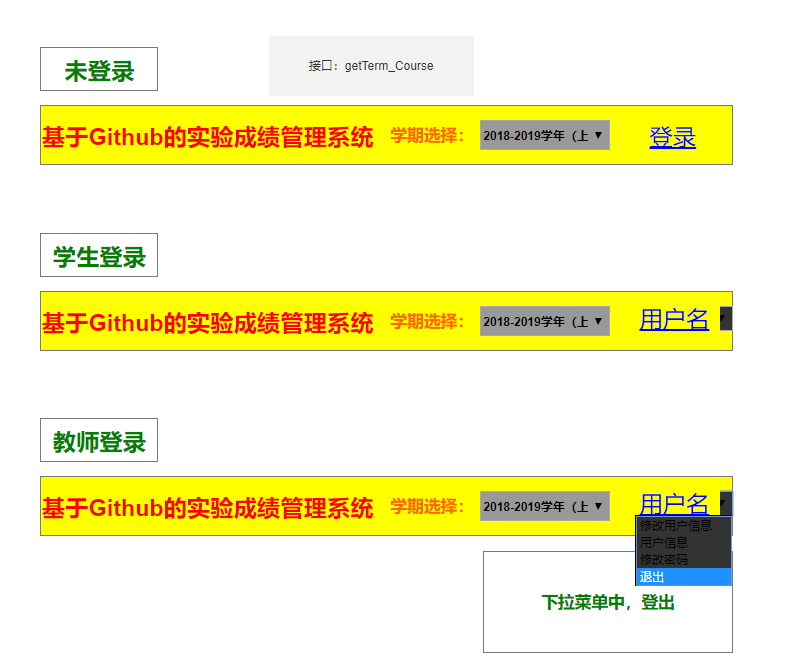 未登录
接口：getTerm_Course
基于Github的实验成绩管理系统 学期选择： 2018-2019学年（上 登录
学生登录
基于Github的实验成绩管理系统 学期选择： 2018-2019学年（上 用户名
教师登录
基于Github的实验成绩管理系统 学期选择： 2018-2019学年（上 用户名
修改用户信息
用户信息
修改密码
退出
下拉菜单中，登出